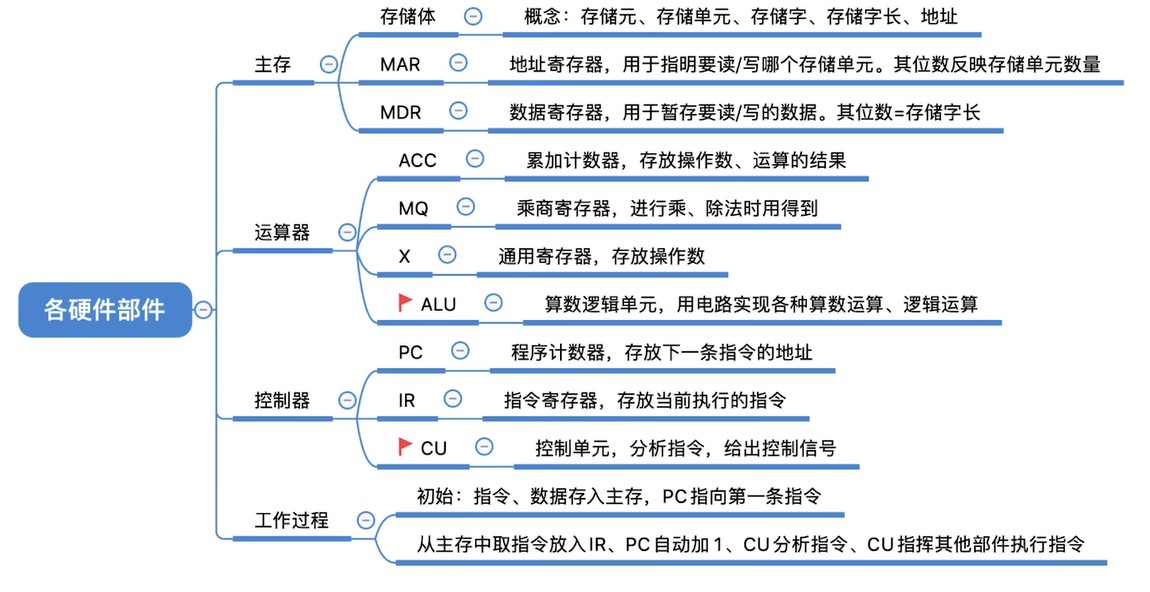 各硬件部件
主存
存储体
概念：存储元、存储单元、存储字、存储字长、地址
MAR
地址寄存器，用于指明要读/写哪个存储单元。其位数反映存储单元数量
MDR
数据寄存器，用于暂存要读/写的数据。其位数=存储字长
运算器
ACC
累加计数器，存放操作数、运算的结果
MQ
乘商寄存器，进行乘、除法时用得到
X
通用寄存器，存放操作数
ALU
算数逻辑单元，用电路实现各种算数运算、逻辑运算
控制器
PC
程序计数器，存放下一条指令的地址
IR
指令寄存器，存放当前执行的指令
CU
控制单元，分析指令，给出控制信号
工作过程
初始：指令、数据存入主存，PC指向第一条指令
从主存中取指令放入IR、PC自动加1、CU分析指令、CU指挥其他部件执行指令